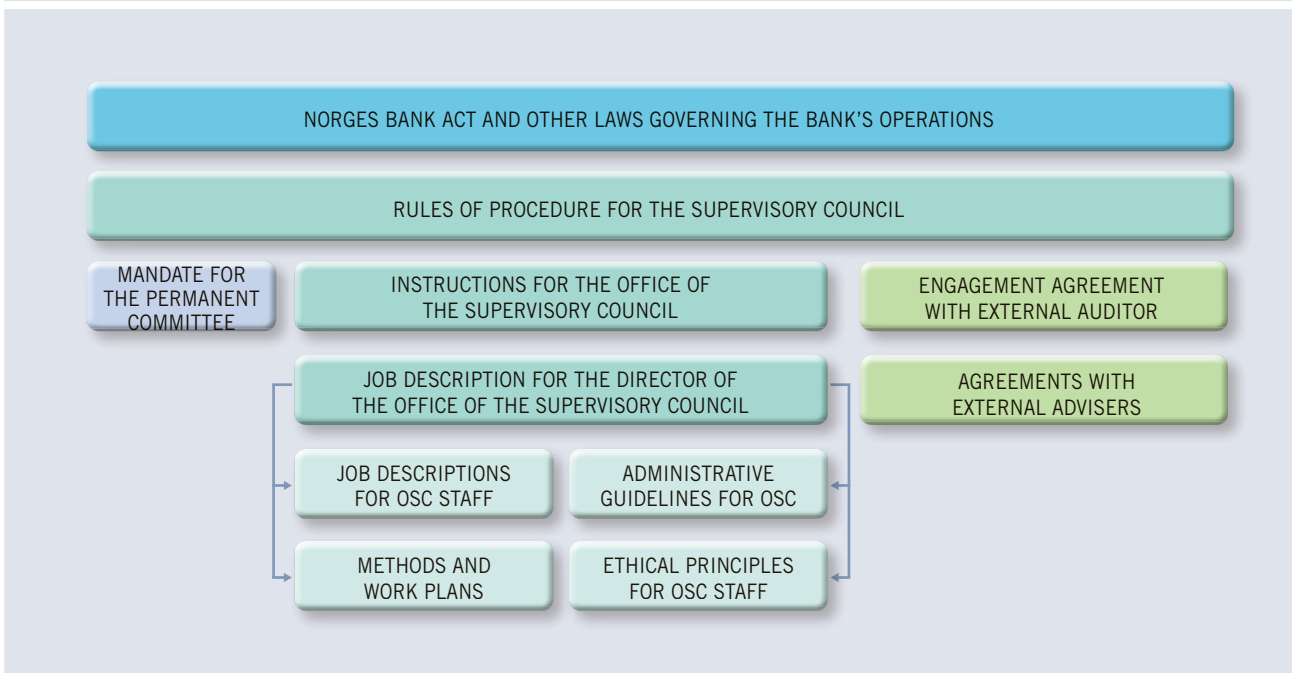 NORGES BANK ACT AND OTHER LAWS GOVERNING THE BANK'S OPERATIONS
RULES OF PROCEDURE FOR THE SUPERVISORY COUNCIL
MANDATE FOR
THE PERMANENT
COMMITTEE
INSTRUCTIONS FOR THE OFFICE OF
THE SUPERVISORY COUNCIL
ENGAGEMENT AGREEMENT
WITH EXTERNAL AUDITOR
JOB DESCRIPTION FOR THE DIRECTOR OF
THE OFFICE OF THE SUPERVISORY COUNCIL
AGREEMENTS WITH
EXTERNAL ADVISERS
JOB DESCRIPTIONS
FOR OSC STAFF
ADMINISTRATIVE
GUIDELINES FOR OSC
METHODS AND
WORK PLANS
ETHICAL PRINCIPLES
FOR OSC STAFF